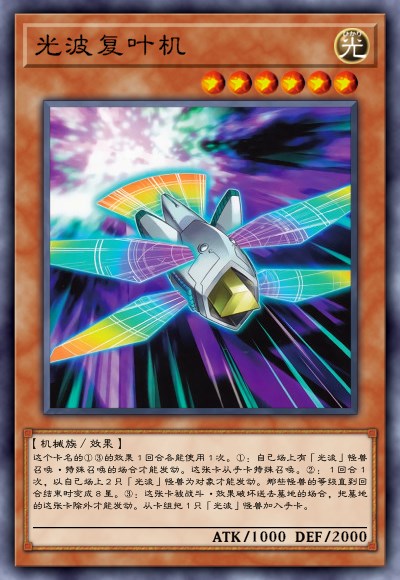 光波复叶机
ひかり
光
【机械族/效果】
这个卡名的①③的效果1回合各能使用1次。①：自己场上有「光波」怪兽
召唤·特殊召唤的场合才能发动。这张卡从手卡特殊召唤。②：1回合1
次，以自己场上2只「光波」怪兽为对象才能发动。那些怪兽的等级直到回
合结束时变成8星。③：这张卡被战斗·效果破坏送去墓地的场合，把墓地
的这张卡除外才能发动。从卡组把1只「光波」怪兽加入手卡。
ATK/1000 DEF/2000